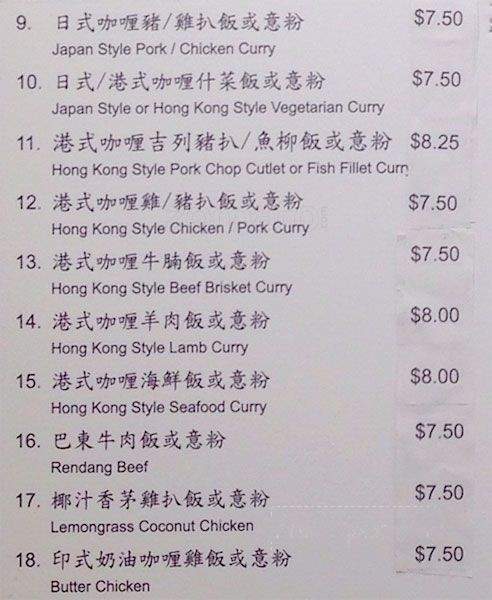 9. 日式咖喱豬/雞扒飯或意粉 $7.50
Japan Style Pork / Chicken Curry
10. 日式/港式咖喱什菜飯或意粉 $7.50
Japan Style or Hong Kong Style Vegetarian Curry
11. 港式咖喱吉列豬扒/魚柳飯或意粉 $8.25
Hong Kong Style Pork Chop Cutlet or Fish Fillet Curry
12. 港式咖喱雞/豬扒飯或意粉 $7.50
Hong Kong Style Chicken / Pork Curry
13. 港式咖喱牛腩飯或意粉 $7.50
Hong Kong Style Beef Brisket Curry
14. 港式咖喱羊肉飯或意粉 $8.00
Hong Kong Style Lamb Curry
15. 港式咖喱海鮮飯或意粉 $8.00
Hong Kong Style Seafood Curry
16. 巴東牛肉飯或意粉 $7.50
Rendang Beef
17. 椰汁香茅雞扒飯或意粉 $7.50
Lemongrass Coconut Chicken
18. 印式奶油咖喱雞飯或意粉 $7.50
Butter Chicken